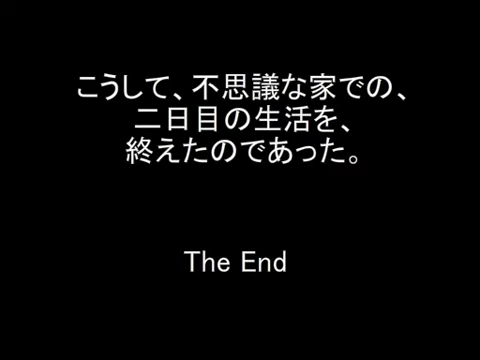 こうして、不思議な家での、
二日目の生活を、
終えたのであった。
The End